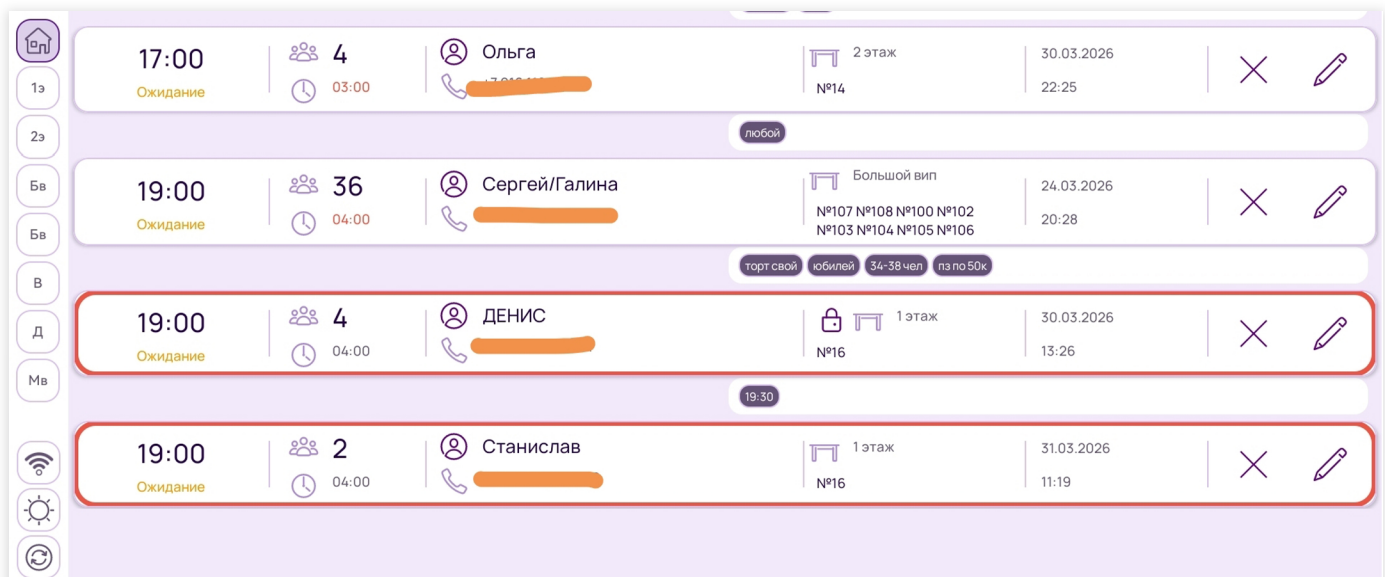 1э
2э
Бв
Бв
В
Д
Мв
17:00
Ожидание
4
03:00
Ольга
2 этаж
№14
30.03.2026
22:25
любой
19:00
Ожидание
36
04:00
Сергей/Галина
Большой вип
№107 №108 №100 №102
№103 №104 №105 №106
24.03.2026
20:28
торт свой юбилей 34-38 чел пз по 50к
19:00
Ожидание
4
04:00
ДЕНИС
1 этаж
№16
30.03.2026
13:26
19:30
19:00
Ожидание
2
04:00
Станислав
1 этаж
№16
31.03.2026
11:19